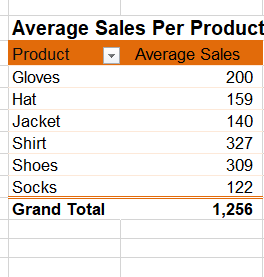 Average Sales Per Product
Product Average Sales
Gloves 200
Hat 159
Jacket 140
Shirt 327
Shoes 309
Socks 122
Grand Total 1,256